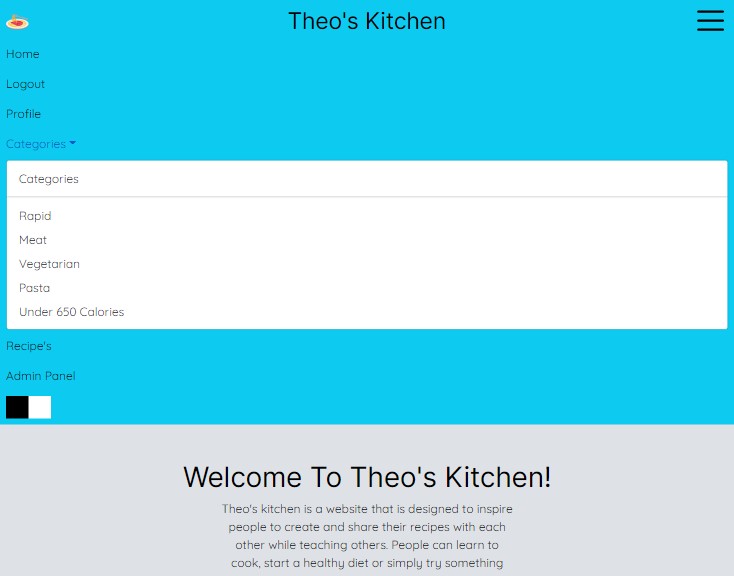 Theo's Kitchen
Home
Logout
Profile
Categories
Categories
Rapid
Meat
Vegetarian
Pasta
Under 650 Calories
Recipe's
Admin Panel
Welcome To Theo's Kitchen!
Theo's kitchen is a website that is designed to inspire
people to create and share their recipes with each
other while teaching others. People can learn to
cook, start a healthy diet or simply try something